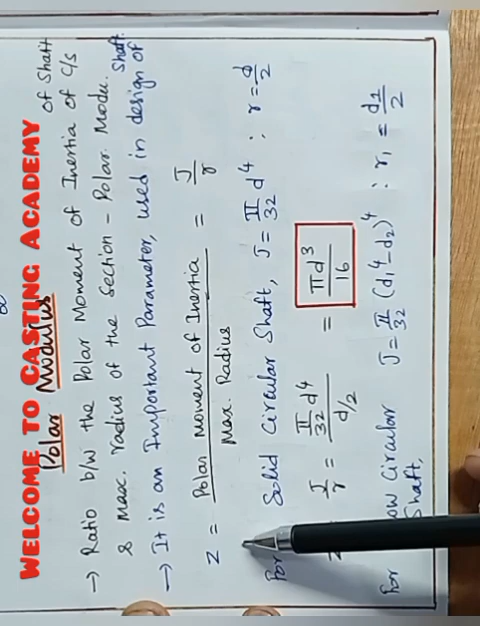 WELCOME TO CASTING ACADEMY
Polar Modulus
→ Ratio b/w the Polar Moment of Inertia of C/S of Shaft
& Max. radius of the Section - Polar. Modu.
→ It is an Important Parameter, used in design of Shaft.
Z = Polar Moment of Inertia / Max. Radius = J/r
For Solid Circular Shaft, J = π/32 d⁴ : r = d/2
Z J/r = π/32 d⁴ / d/2 = πd³/16
For ow Circular Shaft, J = π/32 (d₁⁴-d₂)⁴ : r₁ = d₁/2